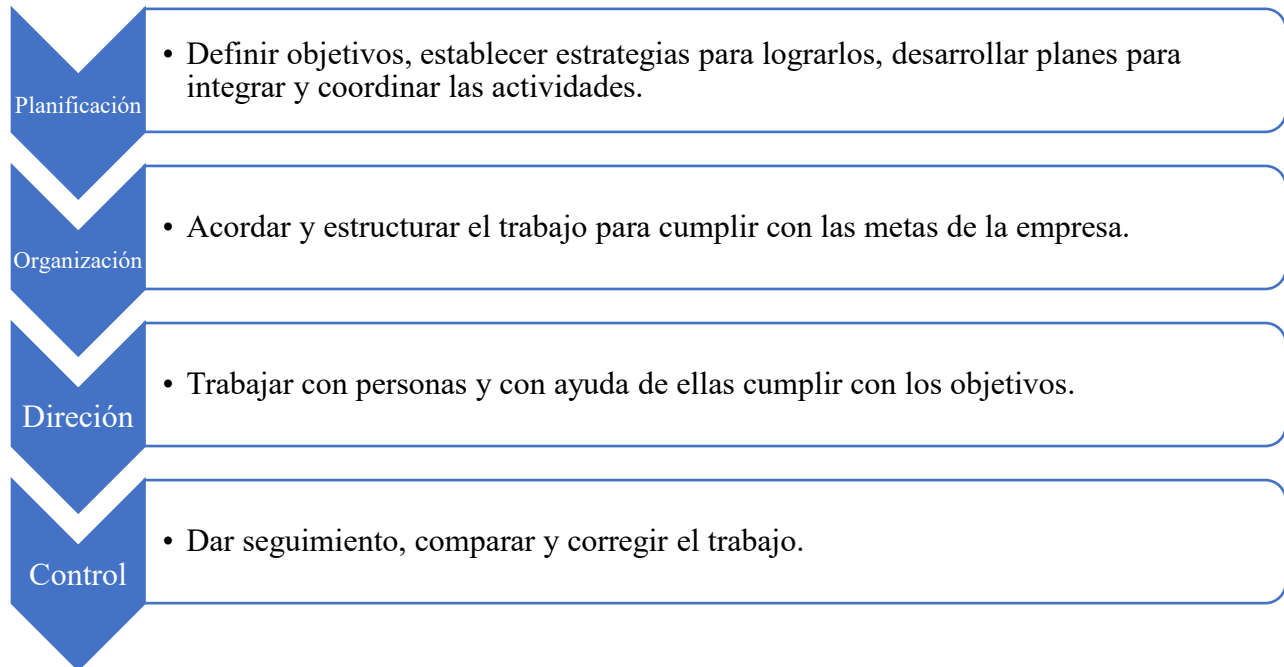 Planificación
• Definir objetivos, establecer estrategias para lograrlos, desarrollar planes para
integrar y coordinar las actividades.
Organización
• Acordar y estructurar el trabajo para cumplir con las metas de la empresa.
Direción
• Trabajar con personas y con ayuda de ellas cumplir con los objetivos.
Control
• Dar seguimiento, comparar y corregir el trabajo.